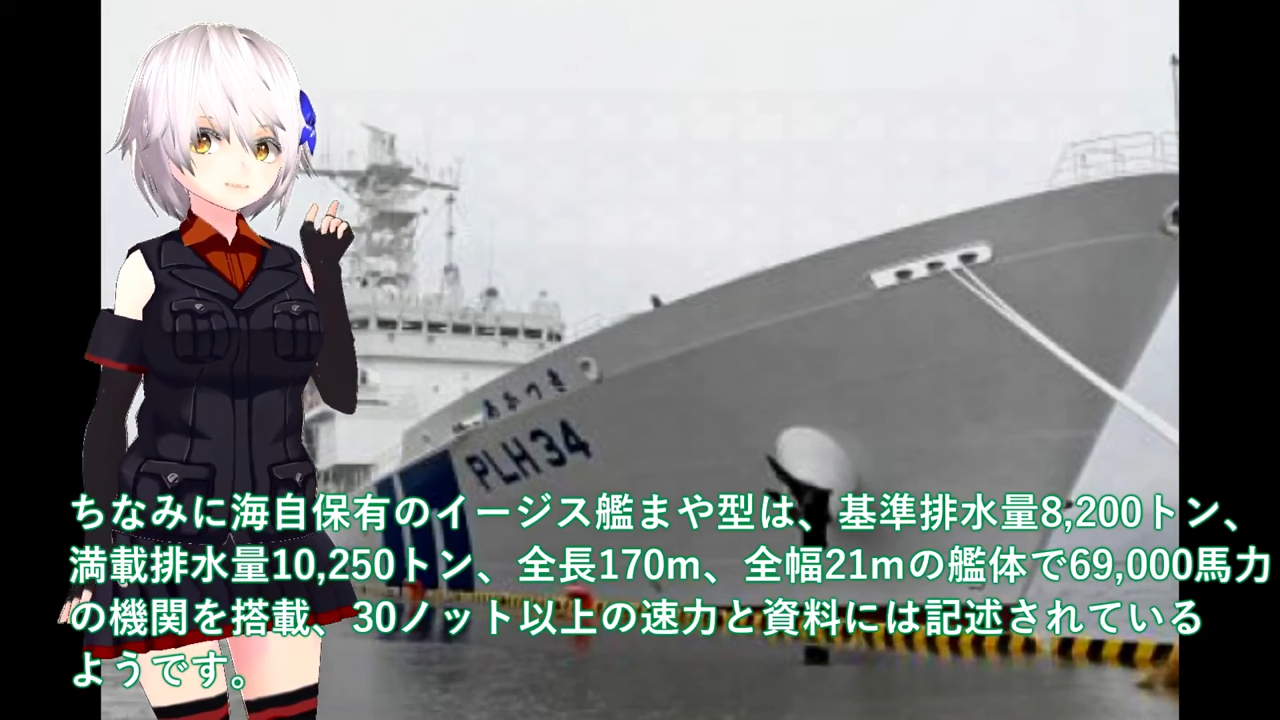 あかつき
PLH34
ちなみに海自保有のイージス艦まや型は、基準排水量8,200トン、
満載排水量10,250トン、全長170m、全幅21mの艦体で69,000馬力
の機関を搭載、30ノット以上の速力と資料には記述されている
ようです。